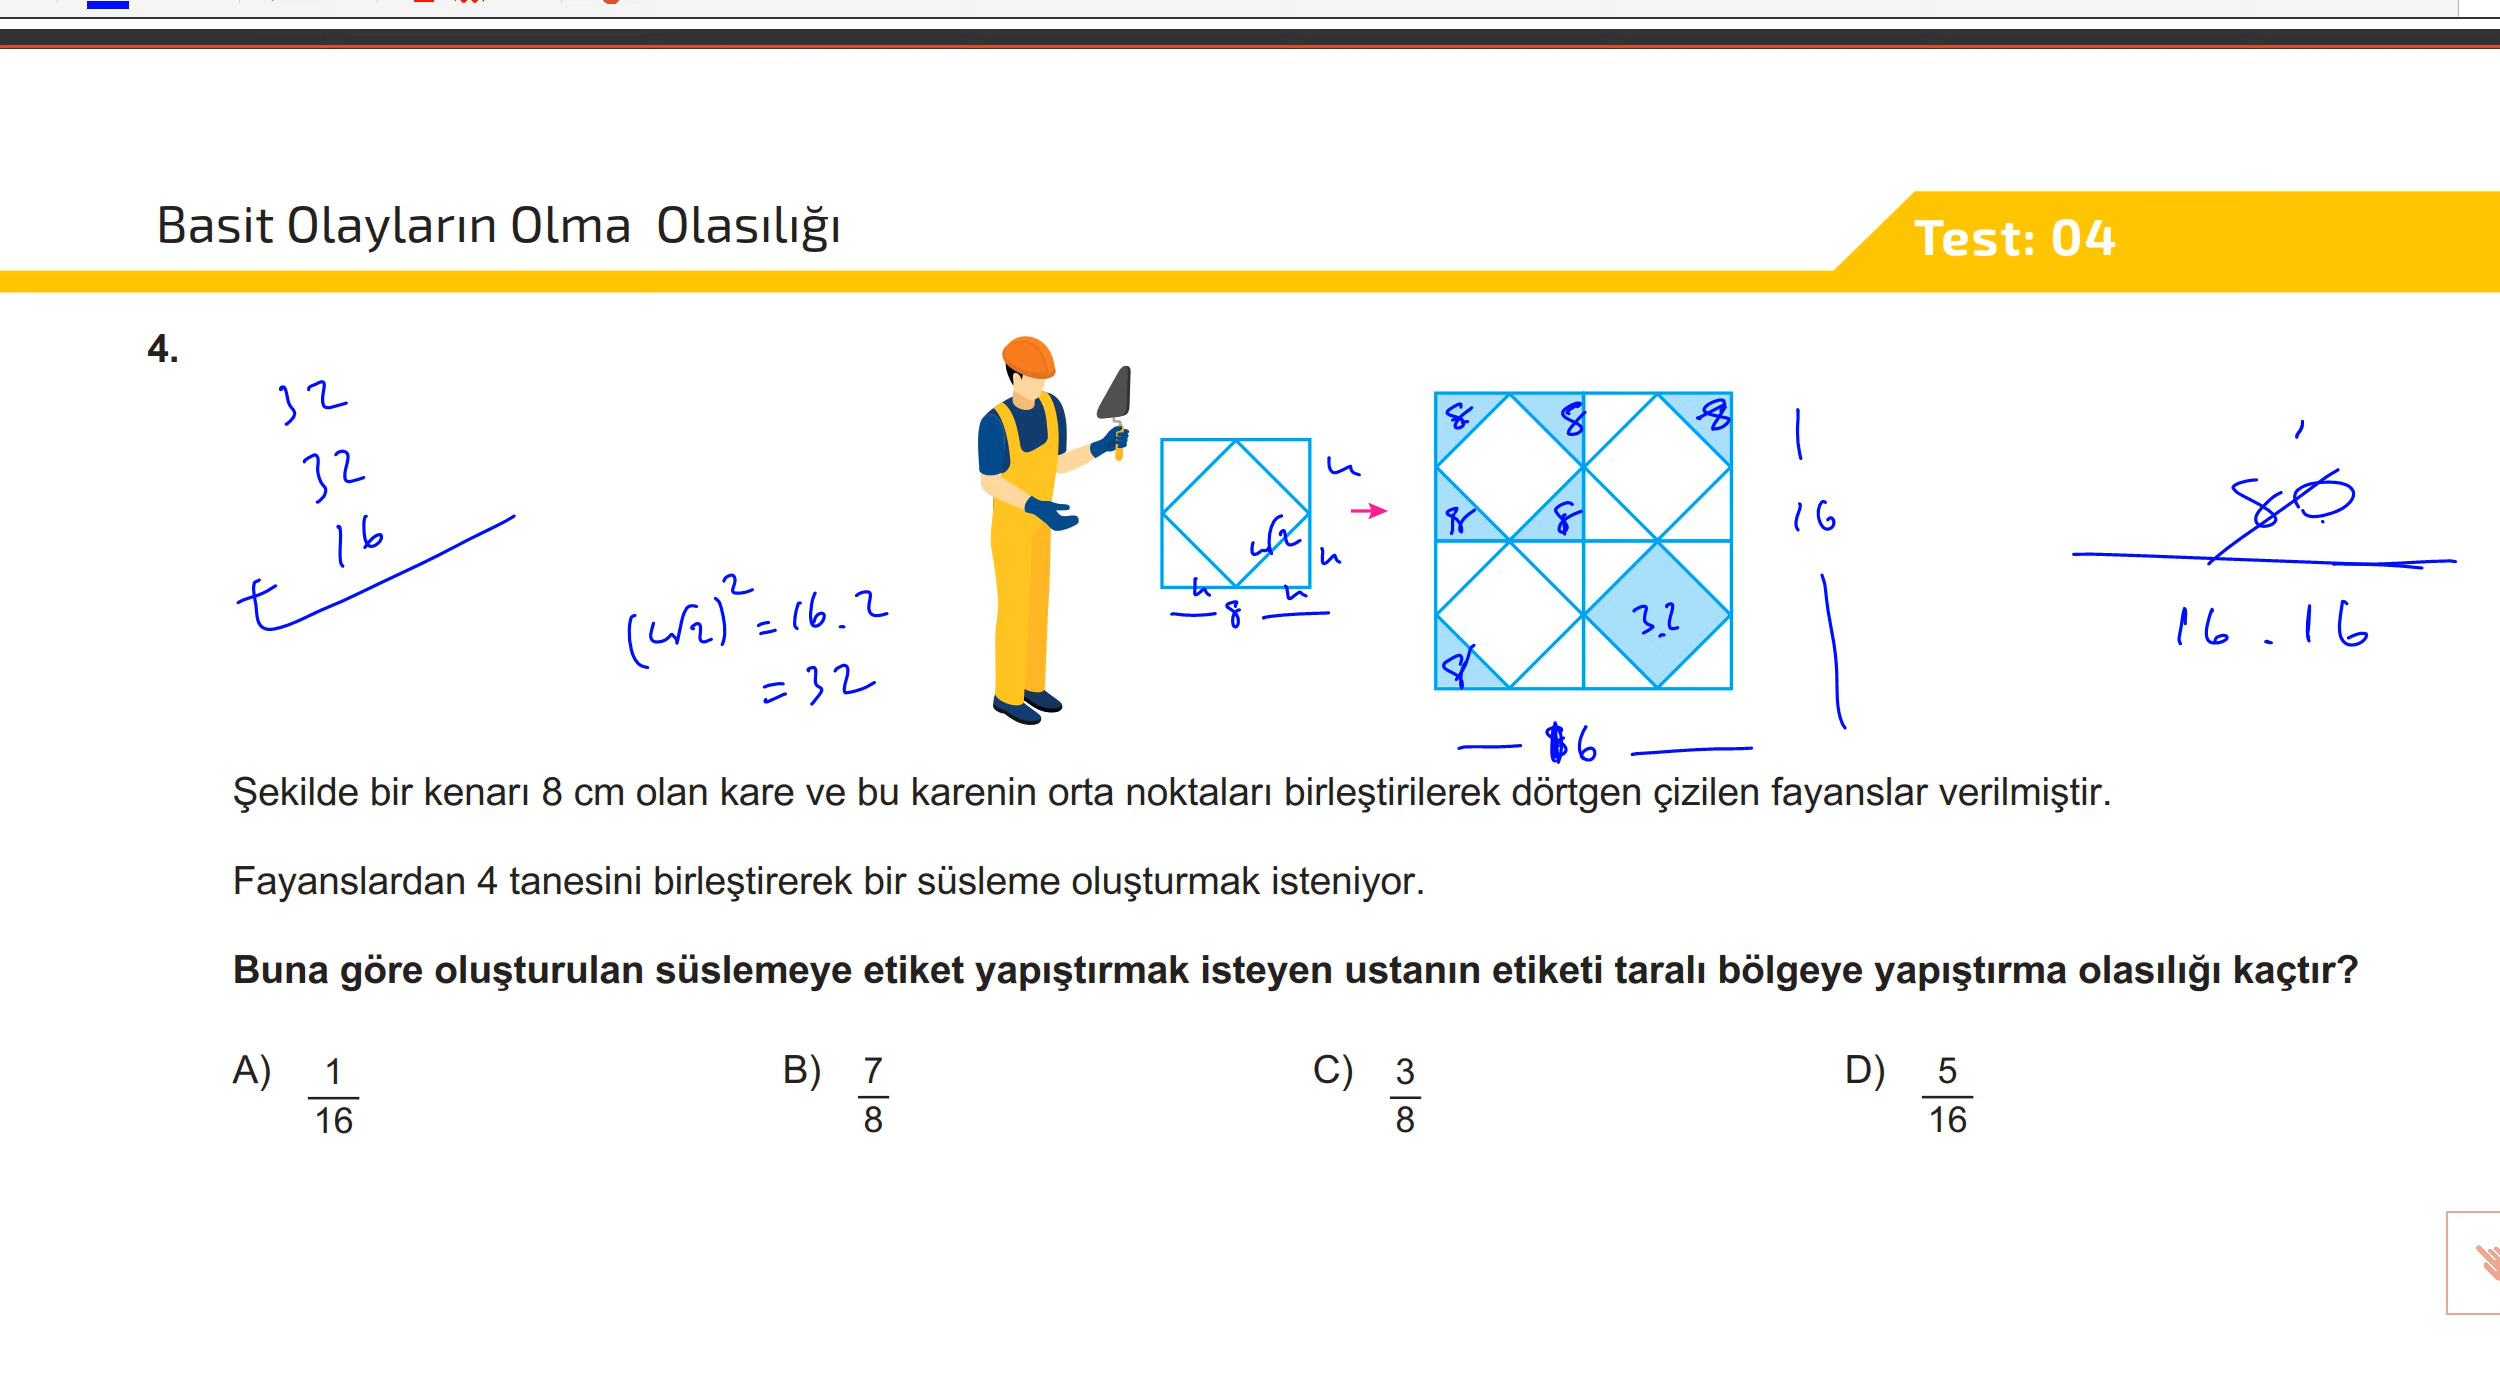 Basit Olayların Olma Olasılığı
Test: 04
4.
32
32
16
+
(4√2)² = 16.2
= 32
4
4
4√2
4 4
8
8 8 8
8 8
32
8
16
16
80
16.16
Şekilde bir kenarı 8 cm olan kare ve bu karenin orta noktaları birleştirilerek dörtgen çizilen fayanslar verilmiştir.
Fayanslardan 4 tanesini birleştirerek bir süsleme oluşturmak isteniyor.
Buna göre oluşturulan süslemeye etiket yapıştırmak isteyen ustanın etiketi taralı bölgeye yapıştırma olasılığı kaçtır?
A) 1/16 B) 7/8 C) 3/8 D) 5/16